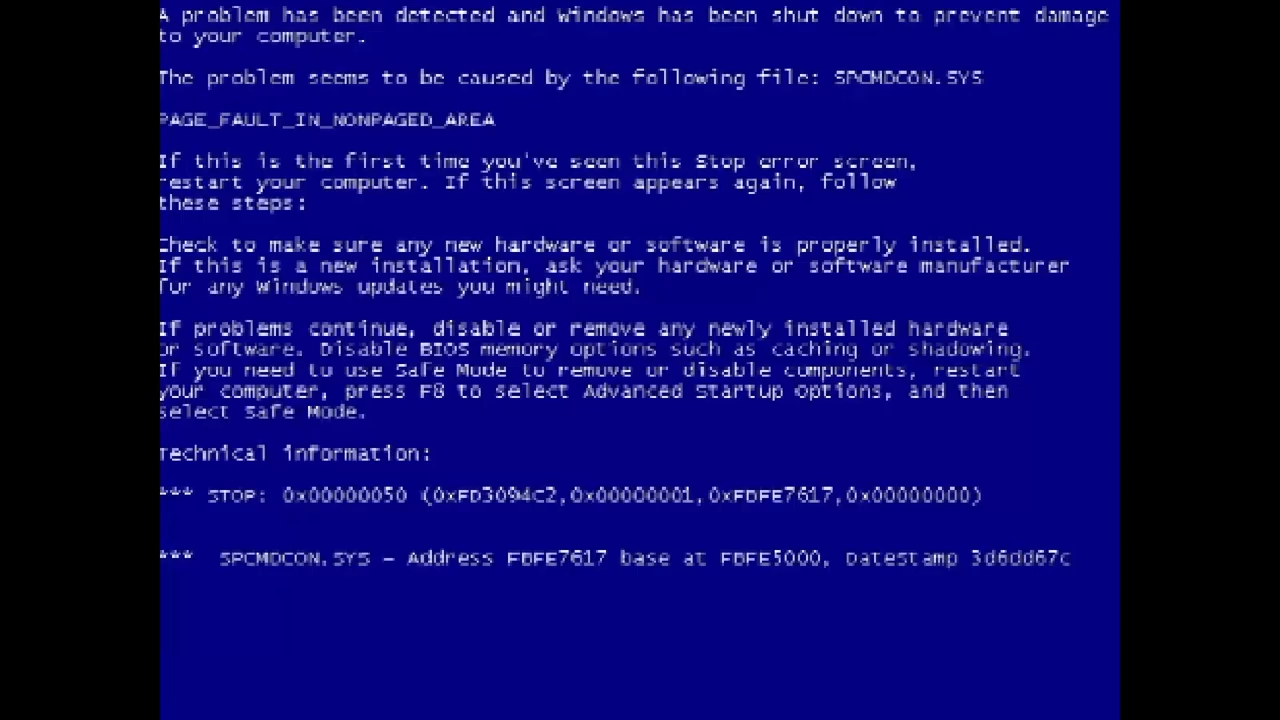 A problem has been detected and Windows has been shut down to prevent damage
to your computer.
The problem seems to be caused by the following file: SPCMDCON.SYS
PAGE_FAULT_IN_NONPAGED_AREA
If this is the first time you've seen this Stop error screen,
restart your computer. If this screen appears again, follow
these steps:
Check to make sure any new hardware or software is properly installed.
If this is a new installation, ask your hardware or software manufacturer
for any Windows updates you might need.
If problems continue, disable or remove any newly installed hardware
or software. Disable BIOS memory options such as caching or shadowing.
If you need to use Safe Mode to remove or disable components, restart
your computer, press F8 to select Advanced Startup Options, and then
select Safe Mode.
Technical information:
*** STOP: 0x00000050 (0xFD3094C2,0x00000001,0xFBFE7617,0x00000000)
***  SPCMDCON.SYS - Address FBFE7617 base at FBFE5000, DateStamp 3d6dd67c